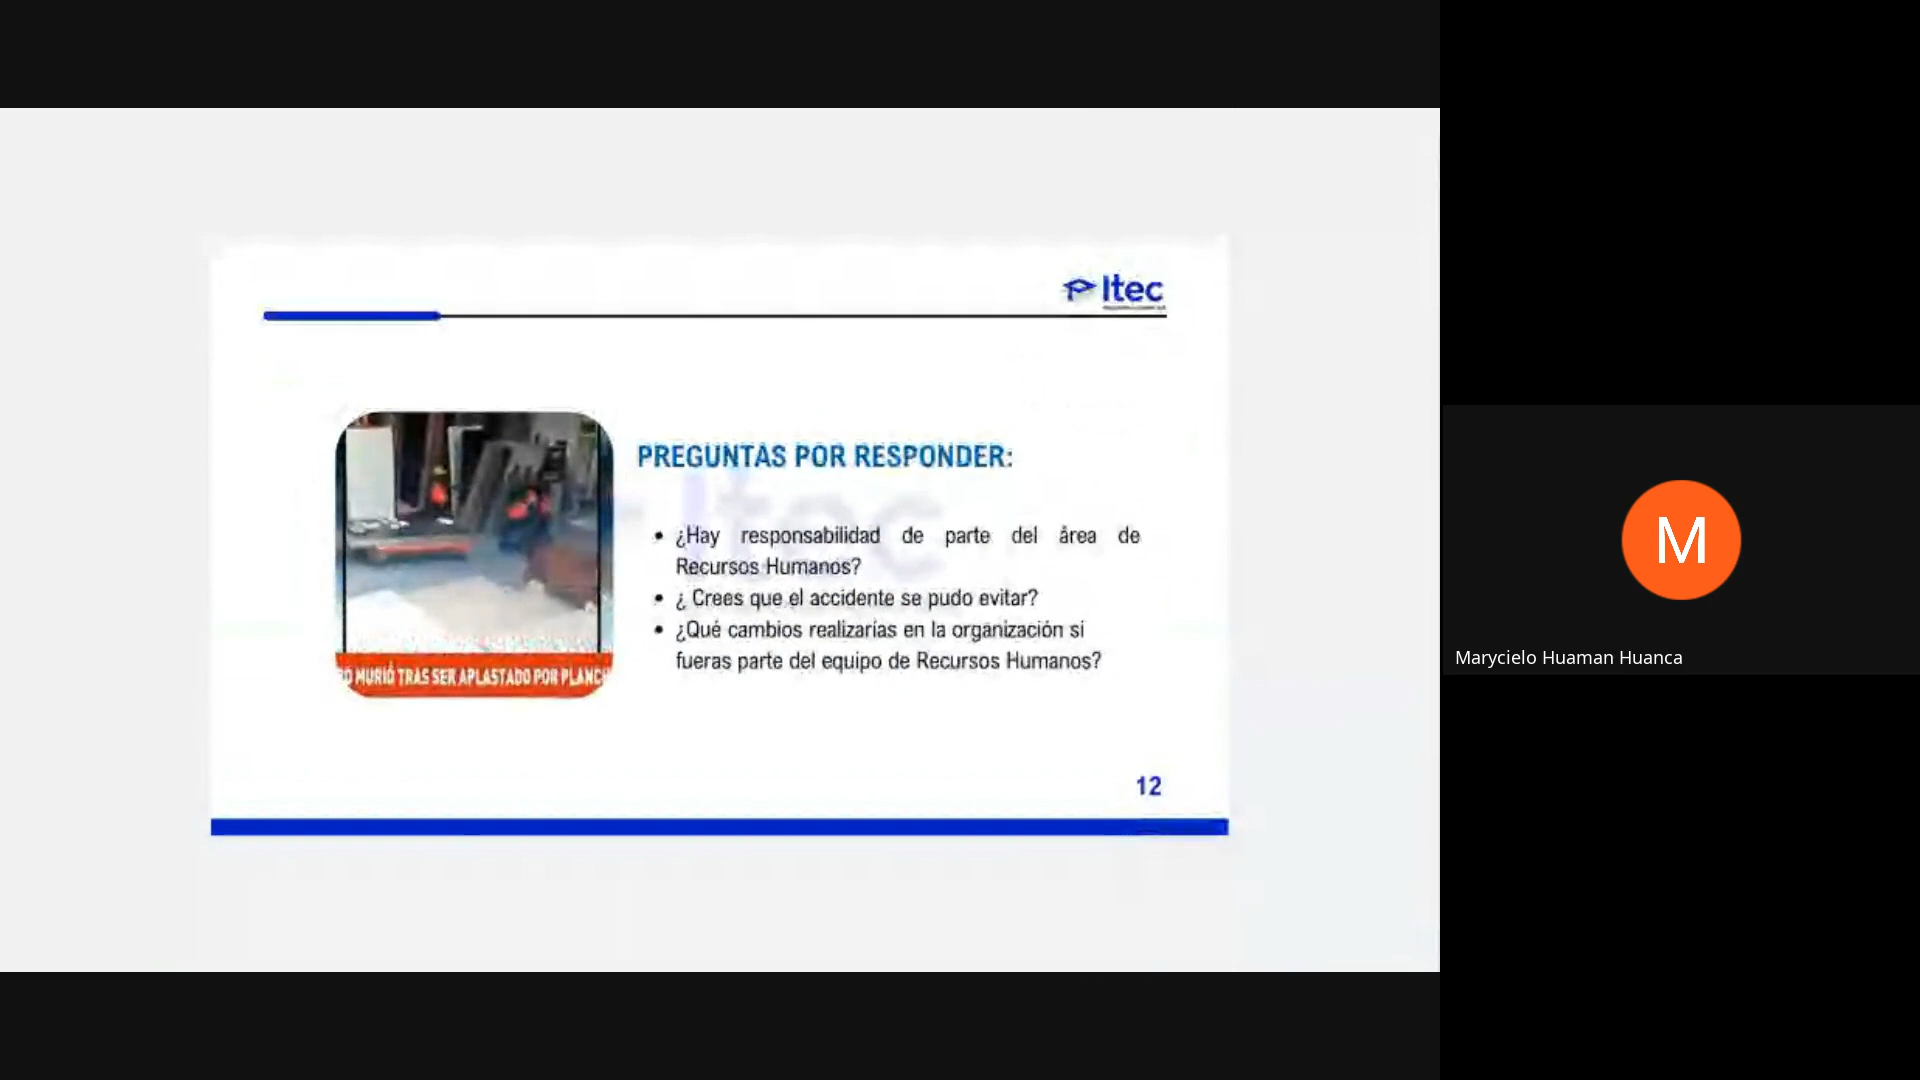 Itec
PREGUNTAS POR RESPONDER:
• ¿Hay responsabilidad de parte del área de
Recursos Humanos?
• ¿ Crees que el accidente se pudo evitar?
• ¿Qué cambios realizarías en la organización si
fueras parte del equipo de Recursos Humanos?
O MURIÓ TRAS SER APLASTADO POR PLANCH
12
M
Marycielo Huaman Huanca